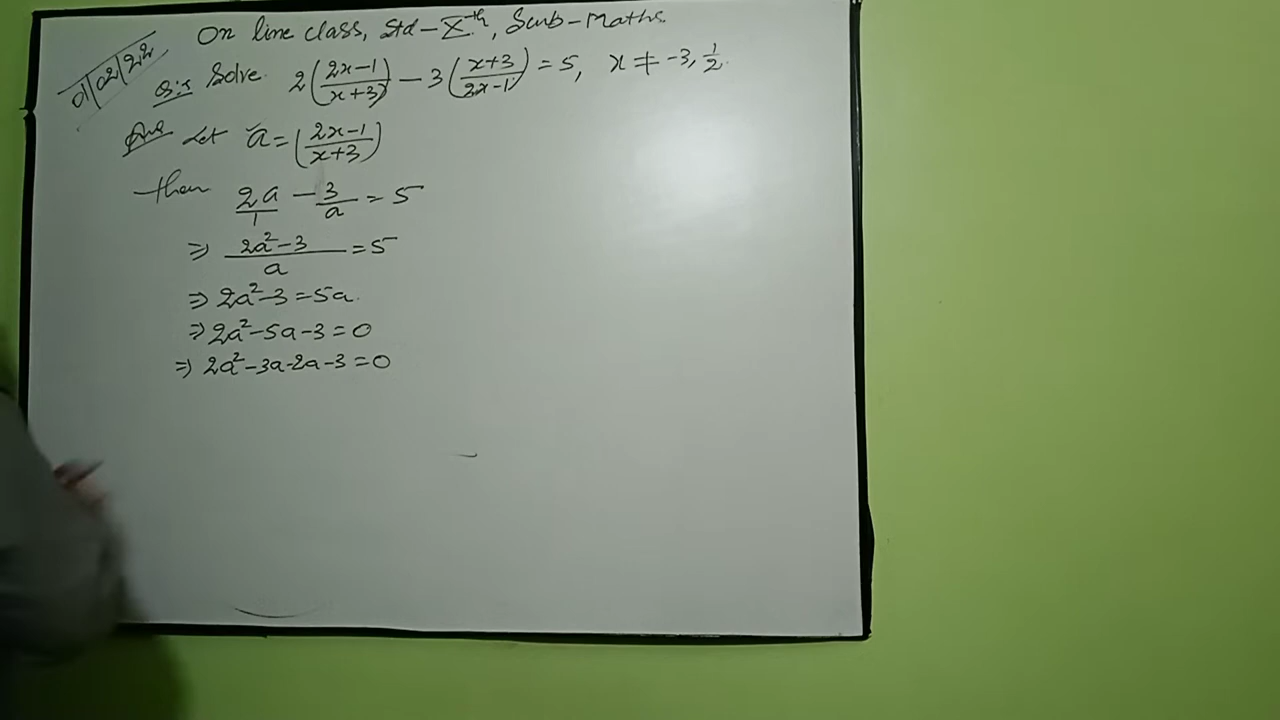 On line class, Std-Xth, Sub-Maths.
01/02/22
Q:1 Solve 2((2x-1)/(x+3)) - 3((x+3)/(2x-1)) = 5, x ≠ -3, 1/2.
Ans Let a = ((2x-1)/(x+3))
then 2a/1 - 3/a = 5
⇒ (2a²-3)/a = 5
⇒ 2a²-3=5a.
⇒ 2a²-5a-3=0
⇒ 2a²-3a-2a-3=0